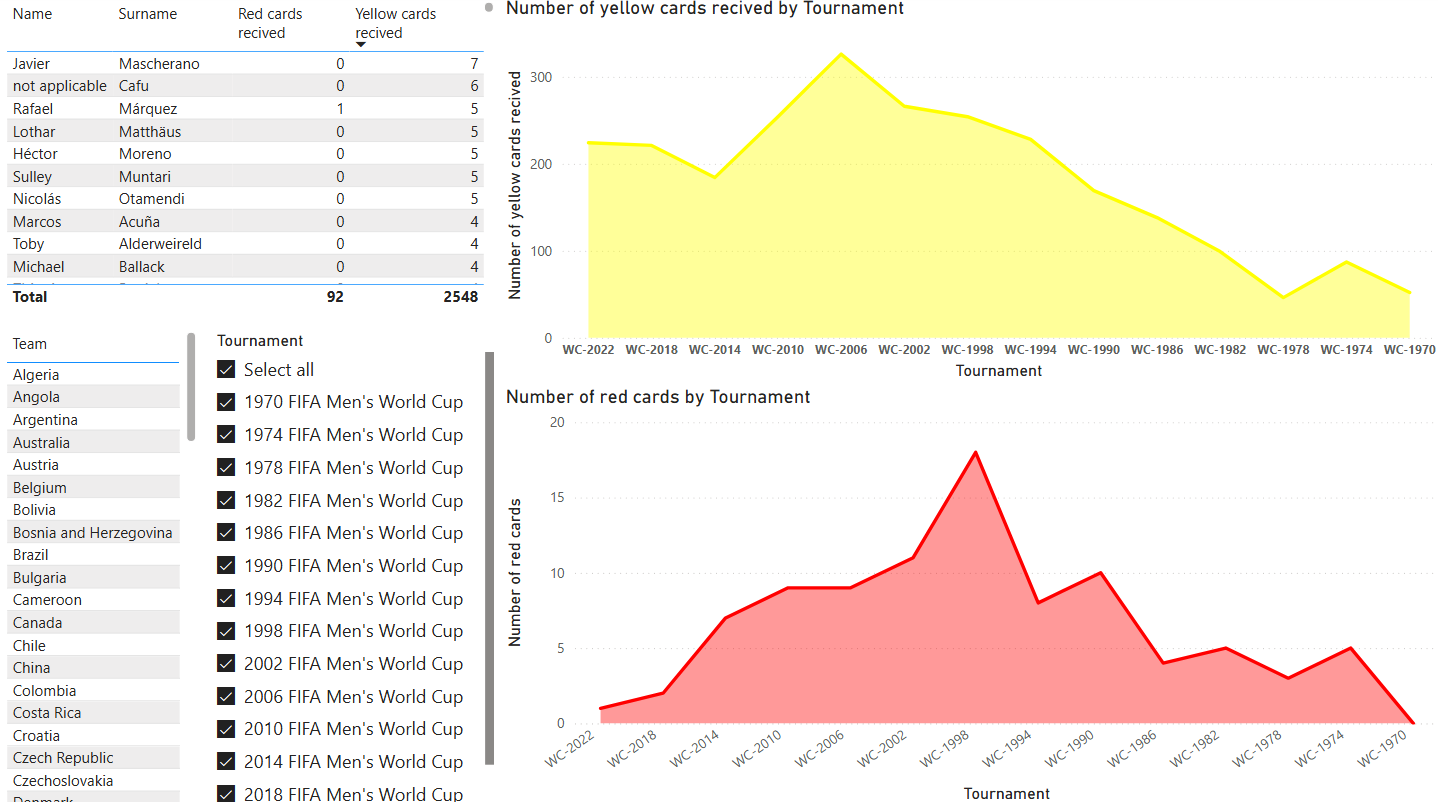 Name Surname Red cards recived Yellow cards recived
Javier Mascherano 0 7
not applicable Cafu 0 6
Rafael Márquez 1 5
Lothar Matthäus 0 5
Héctor Moreno 0 5
Sulley Muntari 0 5
Nicolás Otamendi 0 5
Marcos Acuña 0 4
Toby Alderweireld 0 4
Michael Ballack 0 4
Total 92 2548
Team
Algeria
Angola
Argentina
Australia
Austria
Belgium
Bolivia
Bosnia and Herzegovina
Brazil
Bulgaria
Cameroon
Canada
Chile
China
Colombia
Costa Rica
Croatia
Czech Republic
Czechoslovakia
Denmark
Tournament
Select all
1970 FIFA Men's World Cup
1974 FIFA Men's World Cup
1978 FIFA Men's World Cup
1982 FIFA Men's World Cup
1986 FIFA Men's World Cup
1990 FIFA Men's World Cup
1994 FIFA Men's World Cup
1998 FIFA Men's World Cup
2002 FIFA Men's World Cup
2006 FIFA Men's World Cup
2010 FIFA Men's World Cup
2014 FIFA Men's World Cup
2018 FIFA Men's World Cup
Number of yellow cards recived by Tournament
Number of yellow cards recived
300
200
100
0
WC-2022 WC-2018 WC-2014 WC-2010 WC-2006 WC-2002 WC-1998 WC-1994 WC-1990 WC-1986 WC-1982 WC-1978 WC-1974 WC-1970
Tournament
Number of red cards by Tournament
Number of red cards
20
15
10
5
0
WC-2022 WC-2018 WC-2014 WC-2010 WC-2006 WC-2002 WC-1998 WC-1994 WC-1990 WC-1986 WC-1982 WC-1978 WC-1974 WC-1970
Tournament